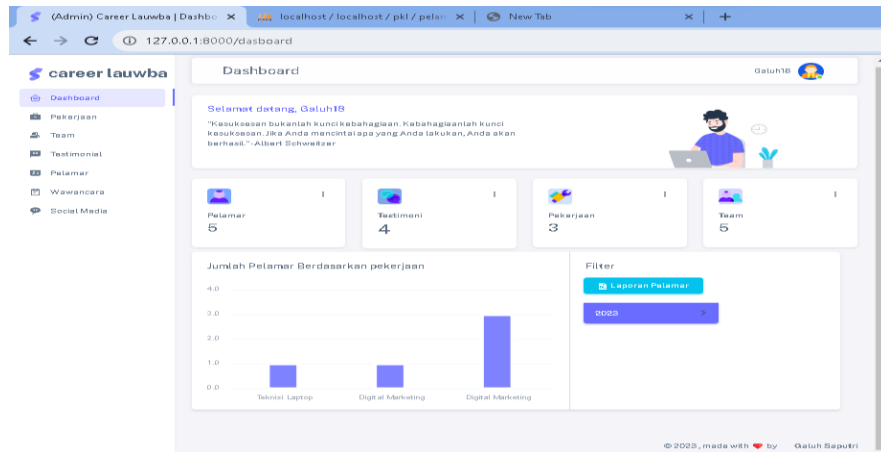 (Admin) Career Lauwba | Dashbo
localhost / localhost / pkl / pelan
New Tab
127.0.0.1:8000/dasboard
career lauwba
Dashboard
Pekerjaan
Team
Testimonial
Pelamar
Wawancara
Social Media
Dashboard
Galuh18
Selamat datang, Galuh18
"Kesuksesan bukanlah kunci kebahagiaan. Kebahagiaanlah kunci
kesuksesan. Jika Anda mencintai apa yang Anda lakukan, Anda akan
berhasil." - Albert Schweitzer
Pelamar
5
Testimoni
4
Pekerjaan
3
Team
5
Jumlah Pelamar Berdasarkan pekerjaan
4.0
3.0
2.0
1.0
0.0
Teknisi Laptop
Digital Marketing
Digital Marketing
Filter
Laporan Pelamar
2023
© 2023, made with ❤ by Galuh Saputri